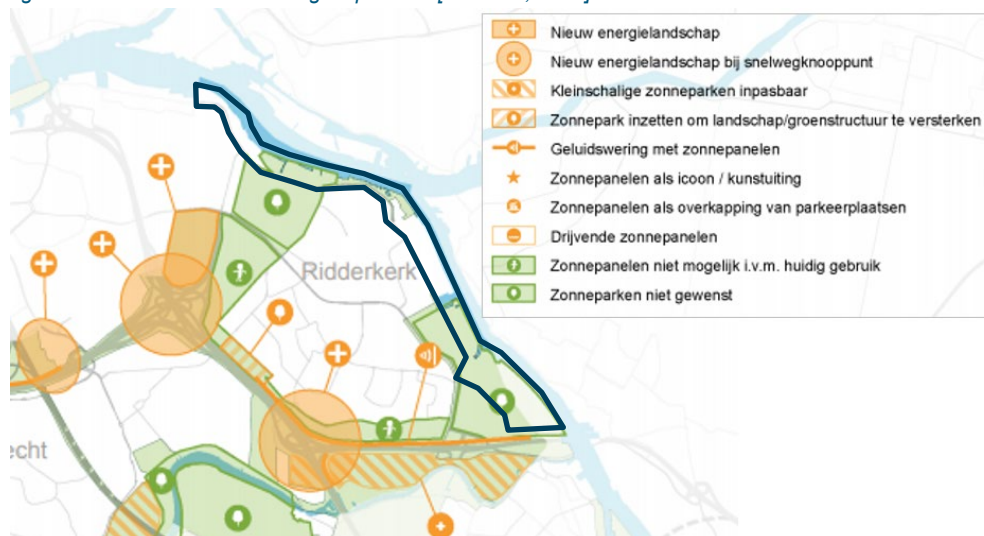 Nieuw energielandschap
Nieuw energielandschap bij snelwegknooppunt
Kleinschalige zonneparken inpasbaar
Zonnepark inzetten om landschap/groenstructuur te versterken
Geluidswering met zonnepanelen
Zonnepanelen als icoon / kunstuiting
Zonnepanelen als overkapping van parkeerplaatsen
Drijvende zonnepanelen
Zonnepanelen niet mogelijk i.v.m. huidig gebruik
Zonneparken niet gewenst
Ridderkerk
echt